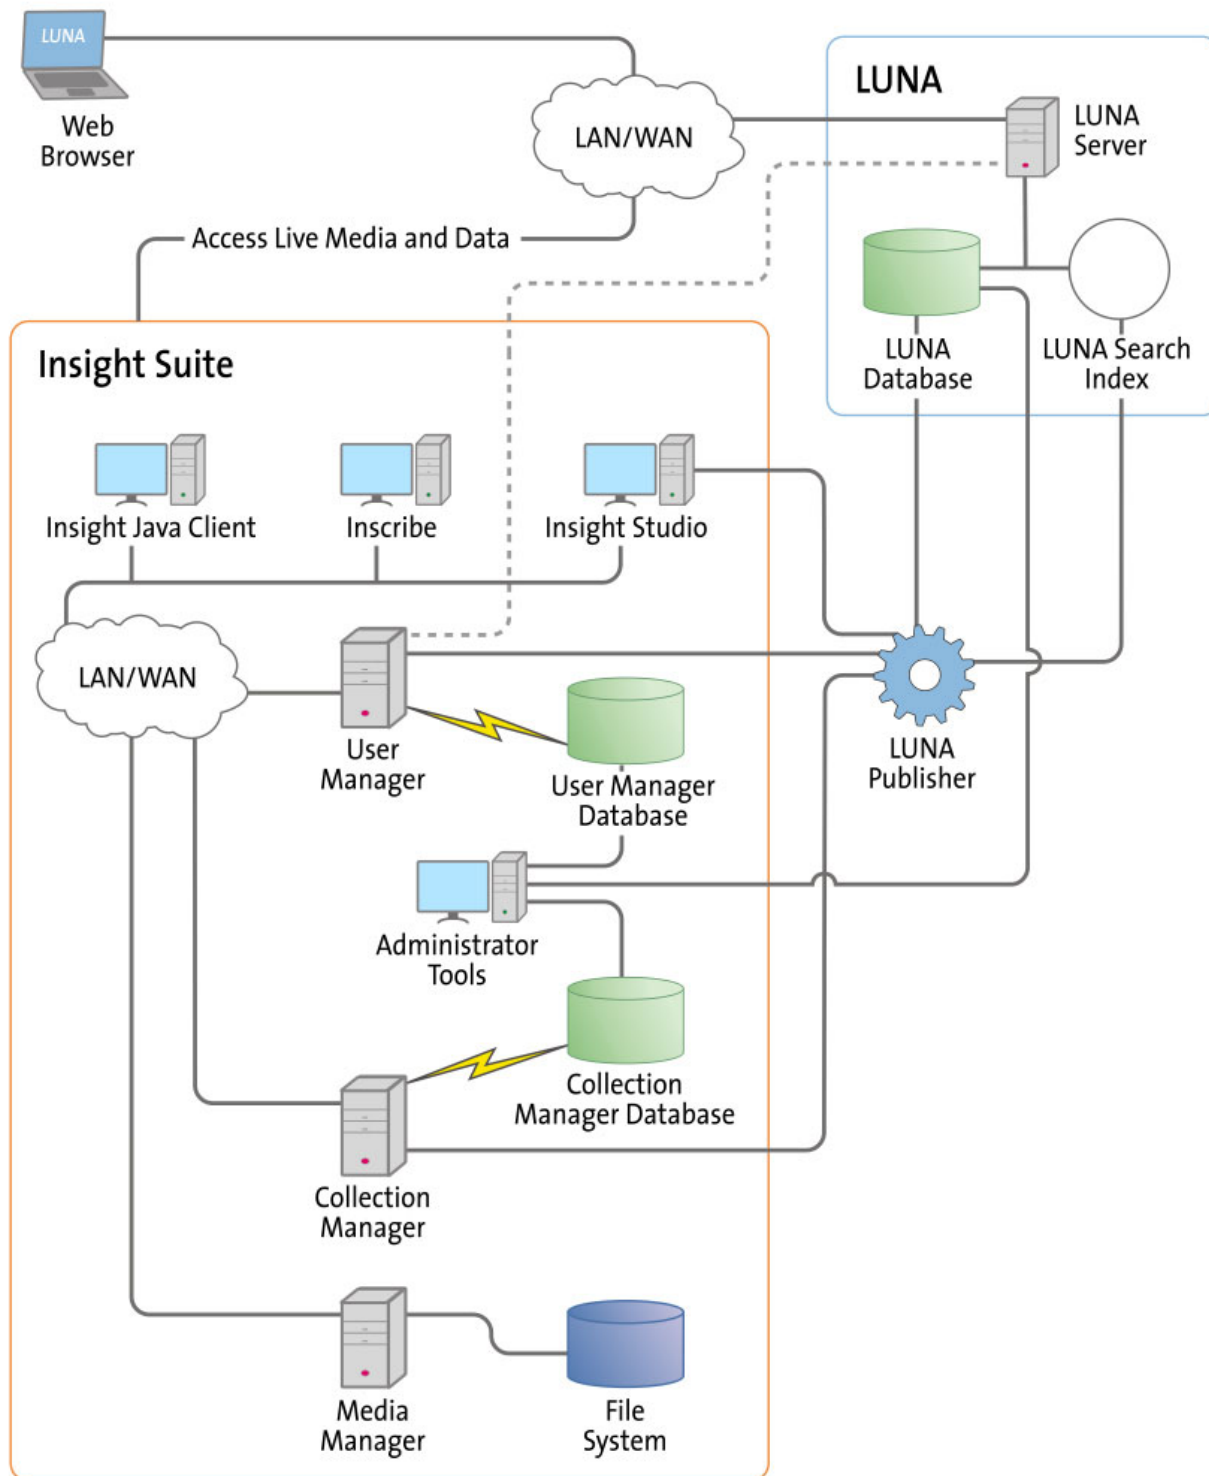 LUNA
Web
Browser
LAN/WAN
LUNA
LUNA
Server
Access Live Media and Data
LUNA
Database
LUNA Search
Index
Insight Suite
Insight Java Client
Inscribe
Insight Studio
LAN/WAN
User
Manager
User Manager
Database
LUNA
Publisher
Administrator
Tools
Collection
Manager Database
Collection
Manager
Media
Manager
File
System